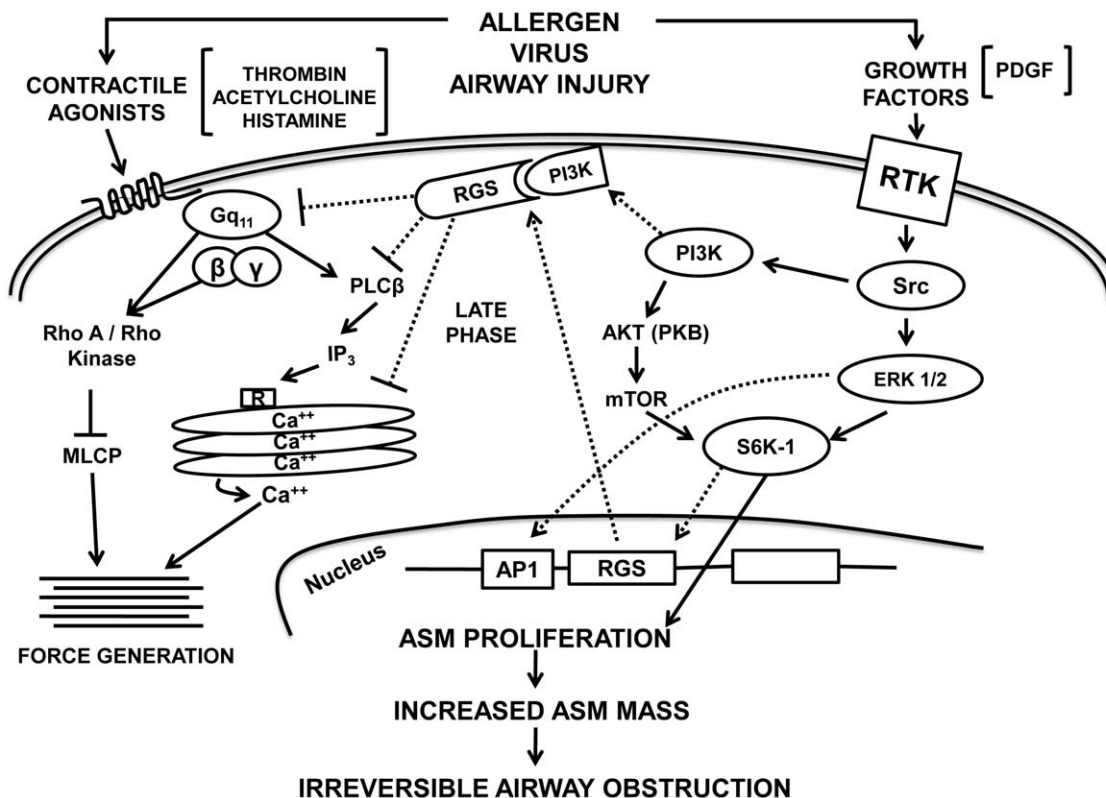 ALLERGEN
VIRUS
AIRWAY INJURY
CONTRACTILE
AGONISTS
THROMBIN
ACETYLCHOLINE
HISTAMINE
GROWTH
FACTORS
PDGF
RTK
RGS
PI3K
Gq₁₁
β γ
PLCβ
IP₃
R
Ca⁺⁺
Ca⁺⁺
Ca⁺⁺
Ca⁺⁺
Rho A / Rho
Kinase
MLCP
FORCE GENERATION
LATE
PHASE
PI3K
Src
AKT (PKB)
mTOR
ERK 1/2
S6K-1
Nucleus
AP1
RGS
ASM PROLIFERATION
INCREASED ASM MASS
IRREVERSIBLE AIRWAY OBSTRUCTION